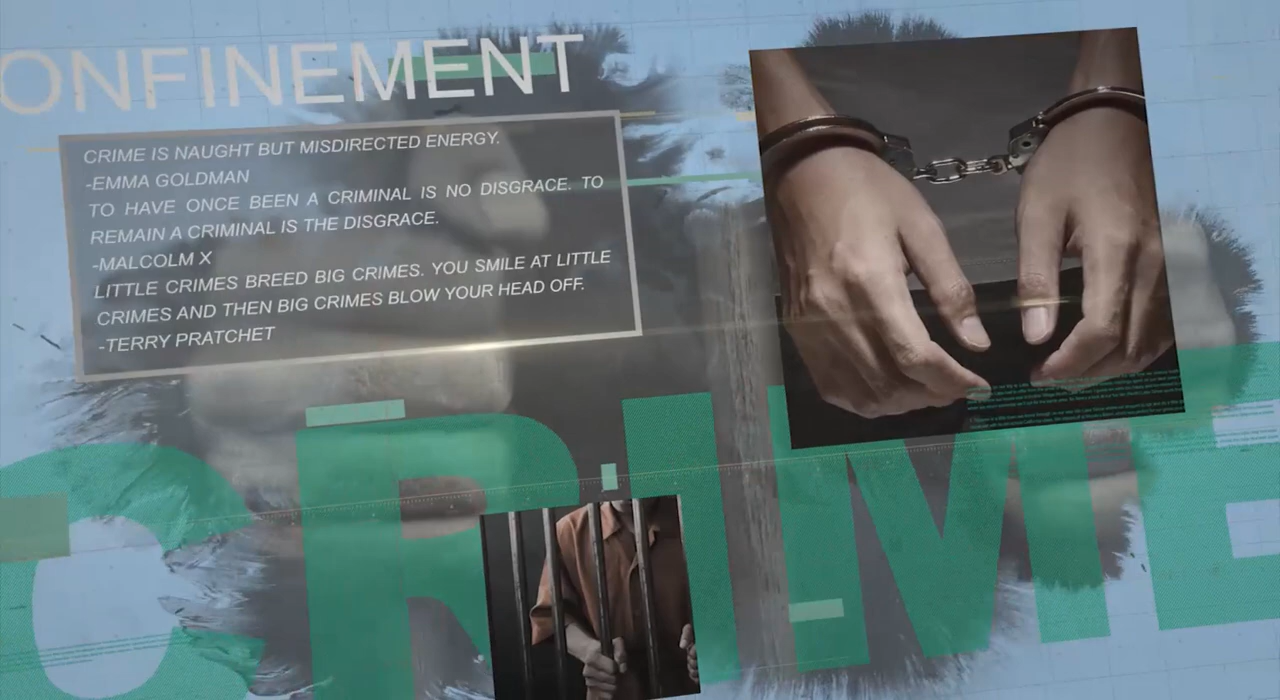 ONFINEMENT
CRIME IS NAUGHT BUT MISDIRECTED ENERGY.
-EMMA GOLDMAN
TO HAVE ONCE BEEN A CRIMINAL IS NO DISGRACE. TO
REMAIN A CRIMINAL IS THE DISGRACE.
-MALCOLM X
LITTLE CRIMES BREED BIG CRIMES. YOU SMILE AT LITTLE
CRIMES AND THEN BIG CRIMES BLOW YOUR HEAD OFF.
-TERRY PRATCHET
CRIME